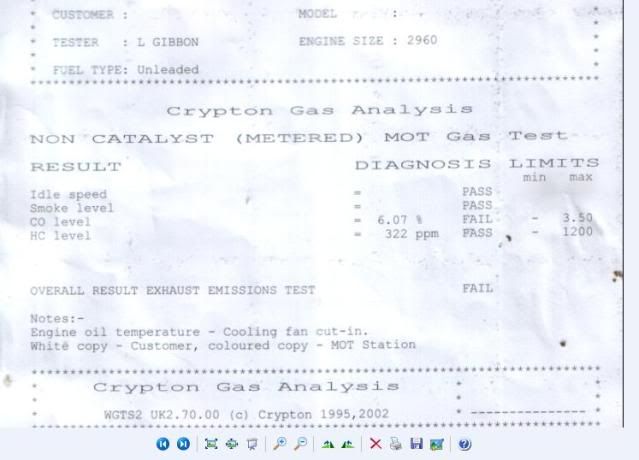 CUSTOMER :
MODEL :
TESTER : L GIBBON
ENGINE SIZE : 2960
FUEL TYPE: Unleaded
Crypton Gas Analysis
NON CATALYST (METERED) MOT Gas Test
RESULT DIAGNOSIS LIMITS
min max
Idle speed = PASS
Smoke level = PASS
CO level = 6.07 % FAIL - 3.50
HC level = 322 ppm PASS - 1200
OVERALL RESULT EXHAUST EMISSIONS TEST FAIL
Notes:-
Engine oil temperature - Cooling fan cut-in.
White copy - Customer, coloured copy - MOT Station
Crypton Gas Analysis
WGTS2 UK2.70.00 (c) Crypton 1995,2002